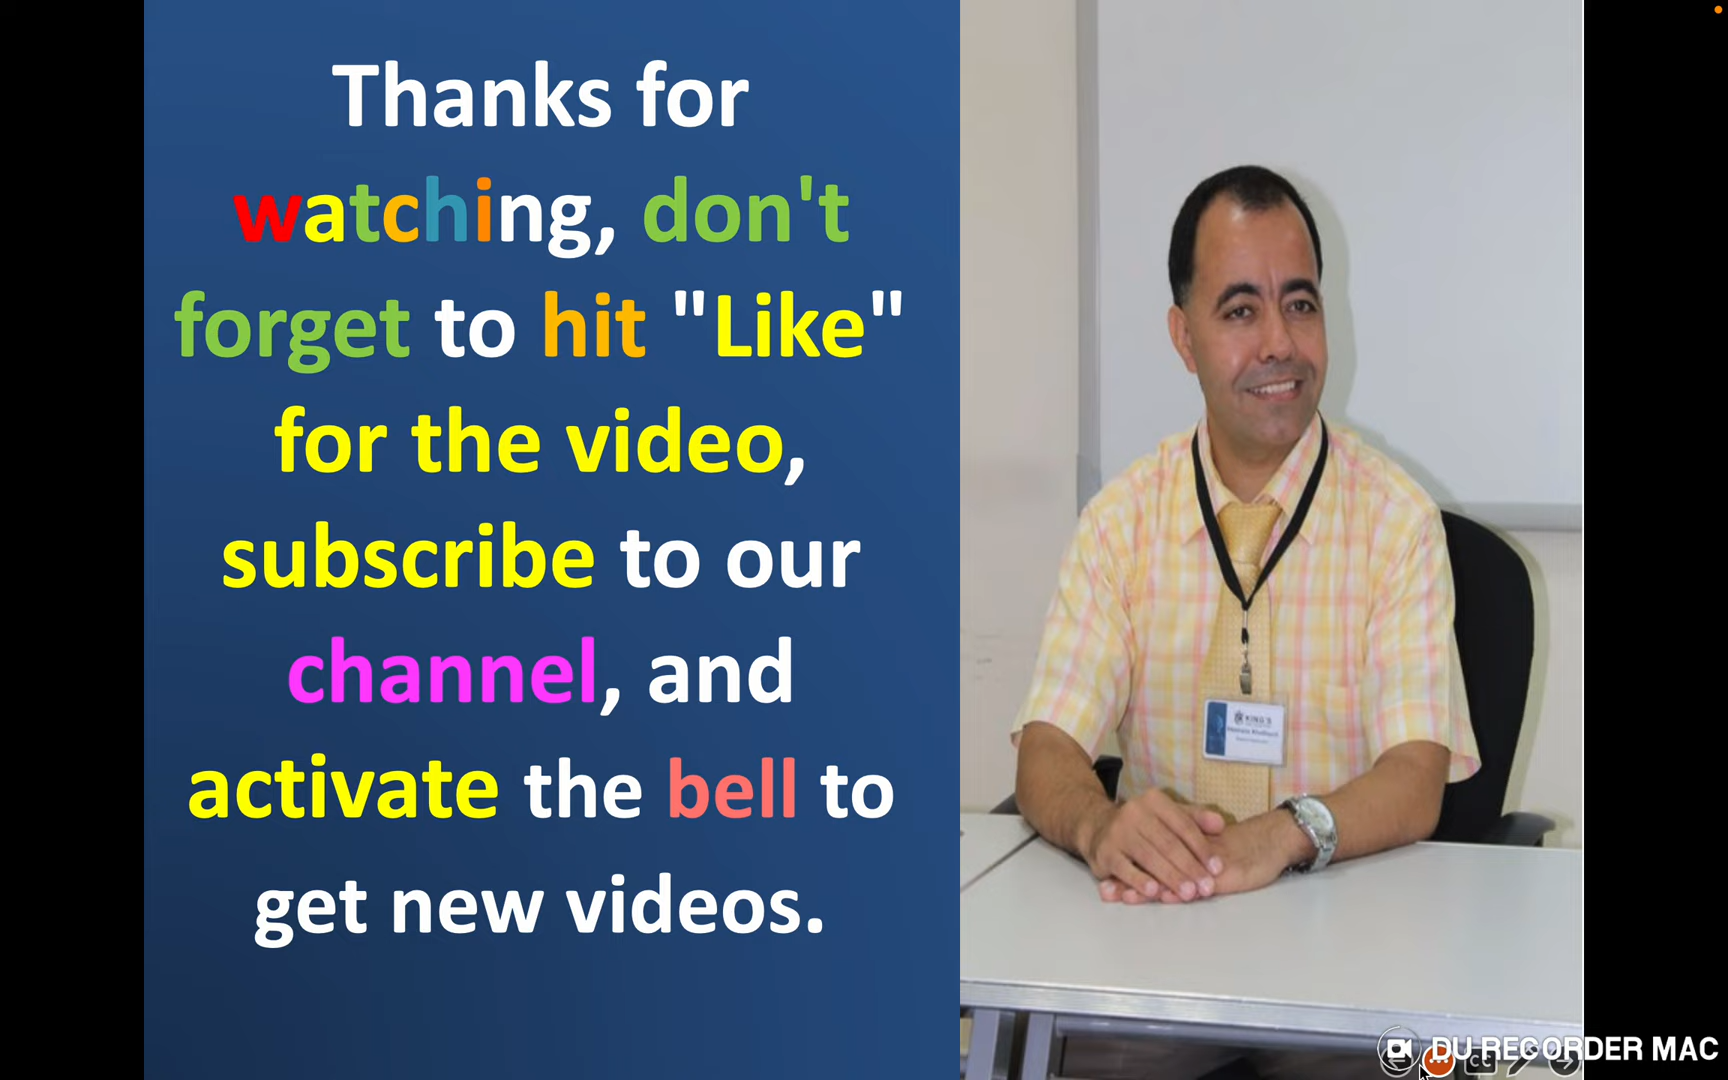 Thanks for
watching, don't
forget to hit "Like"
for the video,
subscribe to our
channel, and
activate the bell to
get new videos.
KING'S
DU RECORDER MAC